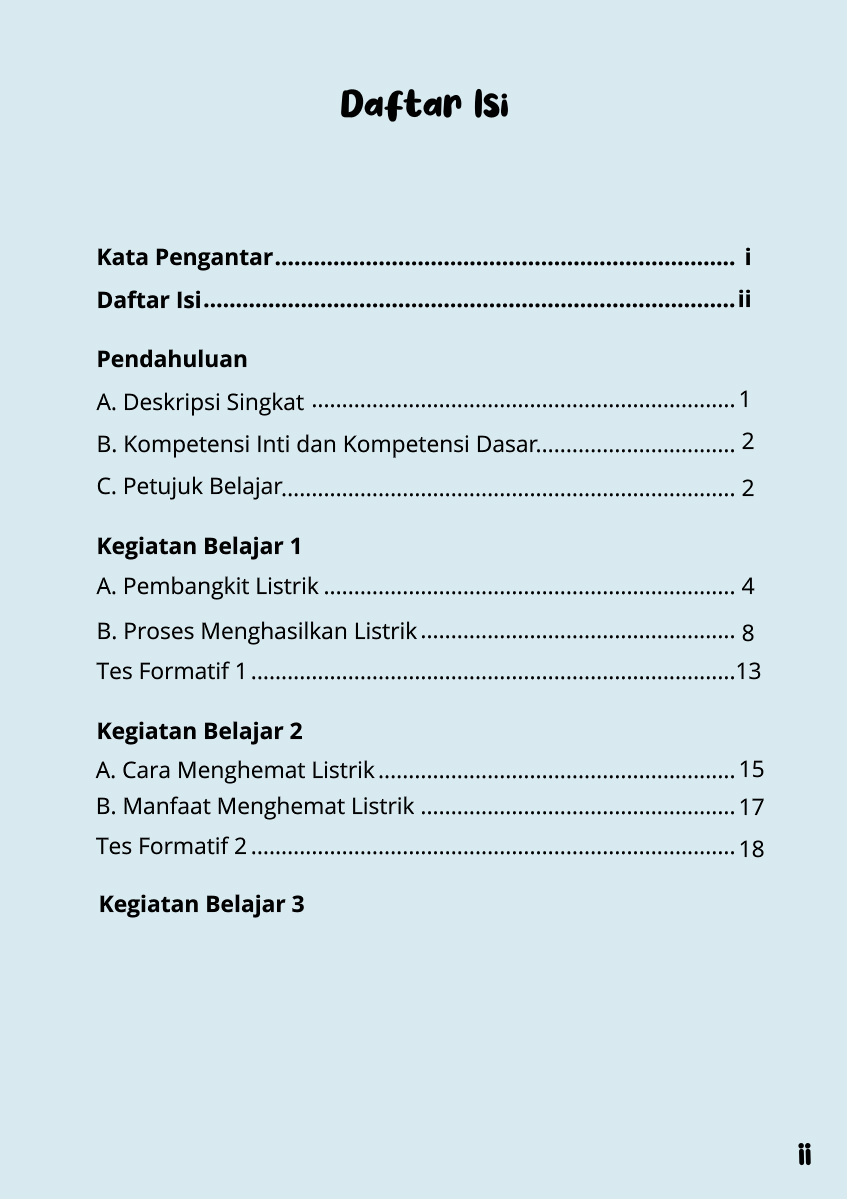 Daftar Isi
Kata Pengantar....................................................................... i
Daftar Isi..................................................................................ii
Pendahuluan
A. Deskripsi Singkat ......................................................................1
B. Kompetensi Inti dan Kompetensi Dasar................................. 2
C. Petujuk Belajar........................................................................... 2
Kegiatan Belajar 1
A. Pembangkit Listrik .................................................................... 4
B. Proses Menghasilkan Listrik .................................................... 8
Tes Formatif 1 ................................................................................13
Kegiatan Belajar 2
A. Cara Menghemat Listrik ...........................................................15
B. Manfaat Menghemat Listrik ....................................................17
Tes Formatif 2 ................................................................................18
Kegiatan Belajar 3
ii